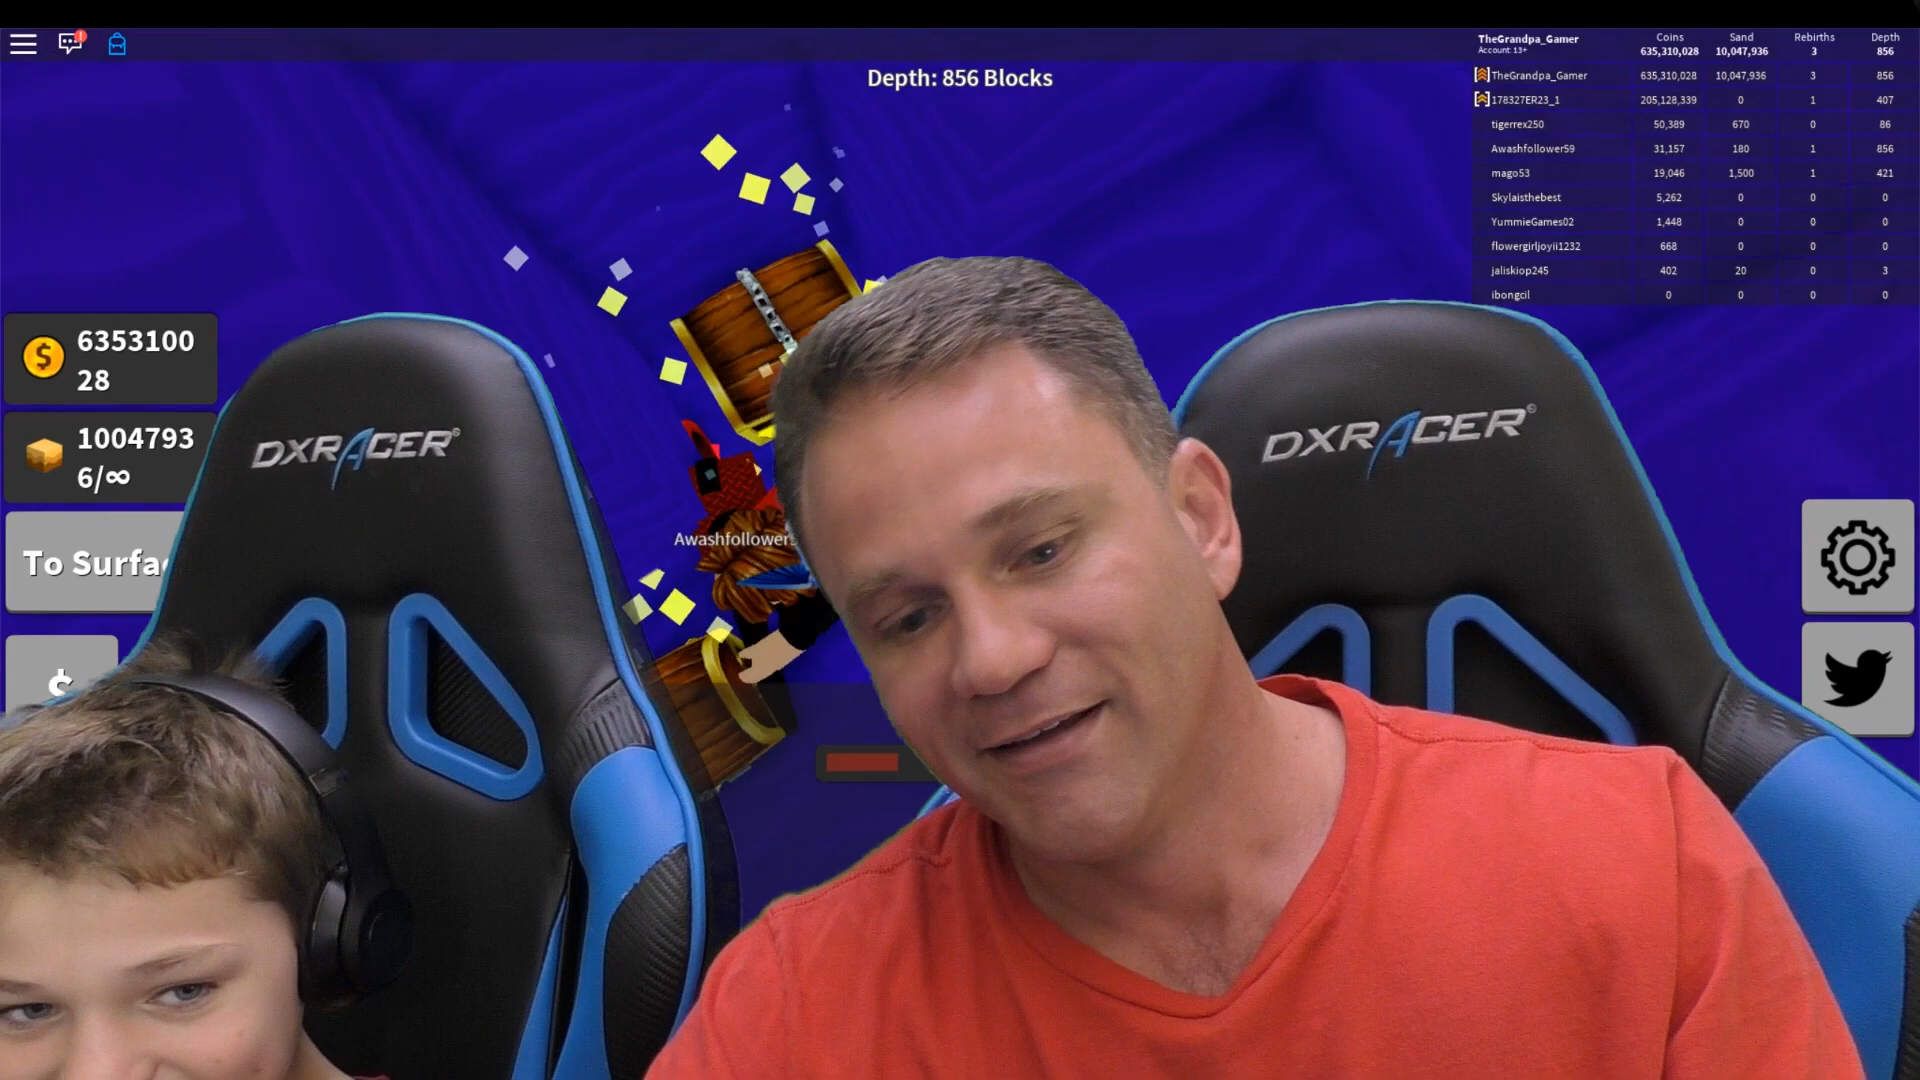 Depth: 856 Blocks
TheGrandpa_Gamer
Account: 13+
Coins Sand Rebirths Depth
635,310,028 10,047,936 3 856
TheGrandpa_Gamer 635,310,028 10,047,936 3 856
178327ER23_1 205,128,339 0 1 407
tigerrex250 50,389 670 0 86
Awashfollower59 31,157 180 1 856
mago53 19,046 1,500 1 421
Skylaisthebest 5,262 0 0 0
YummieGames02 1,448 0 0 0
flowergirljoyii1232 668 0 0 0
jaliskiop245 402 20 0 3
ibongcil 0 0 0 0
$ 6353100
28
1004793
6/∞
To Surfac
$
Awashfollower5
DXRACER®
DXRACER®